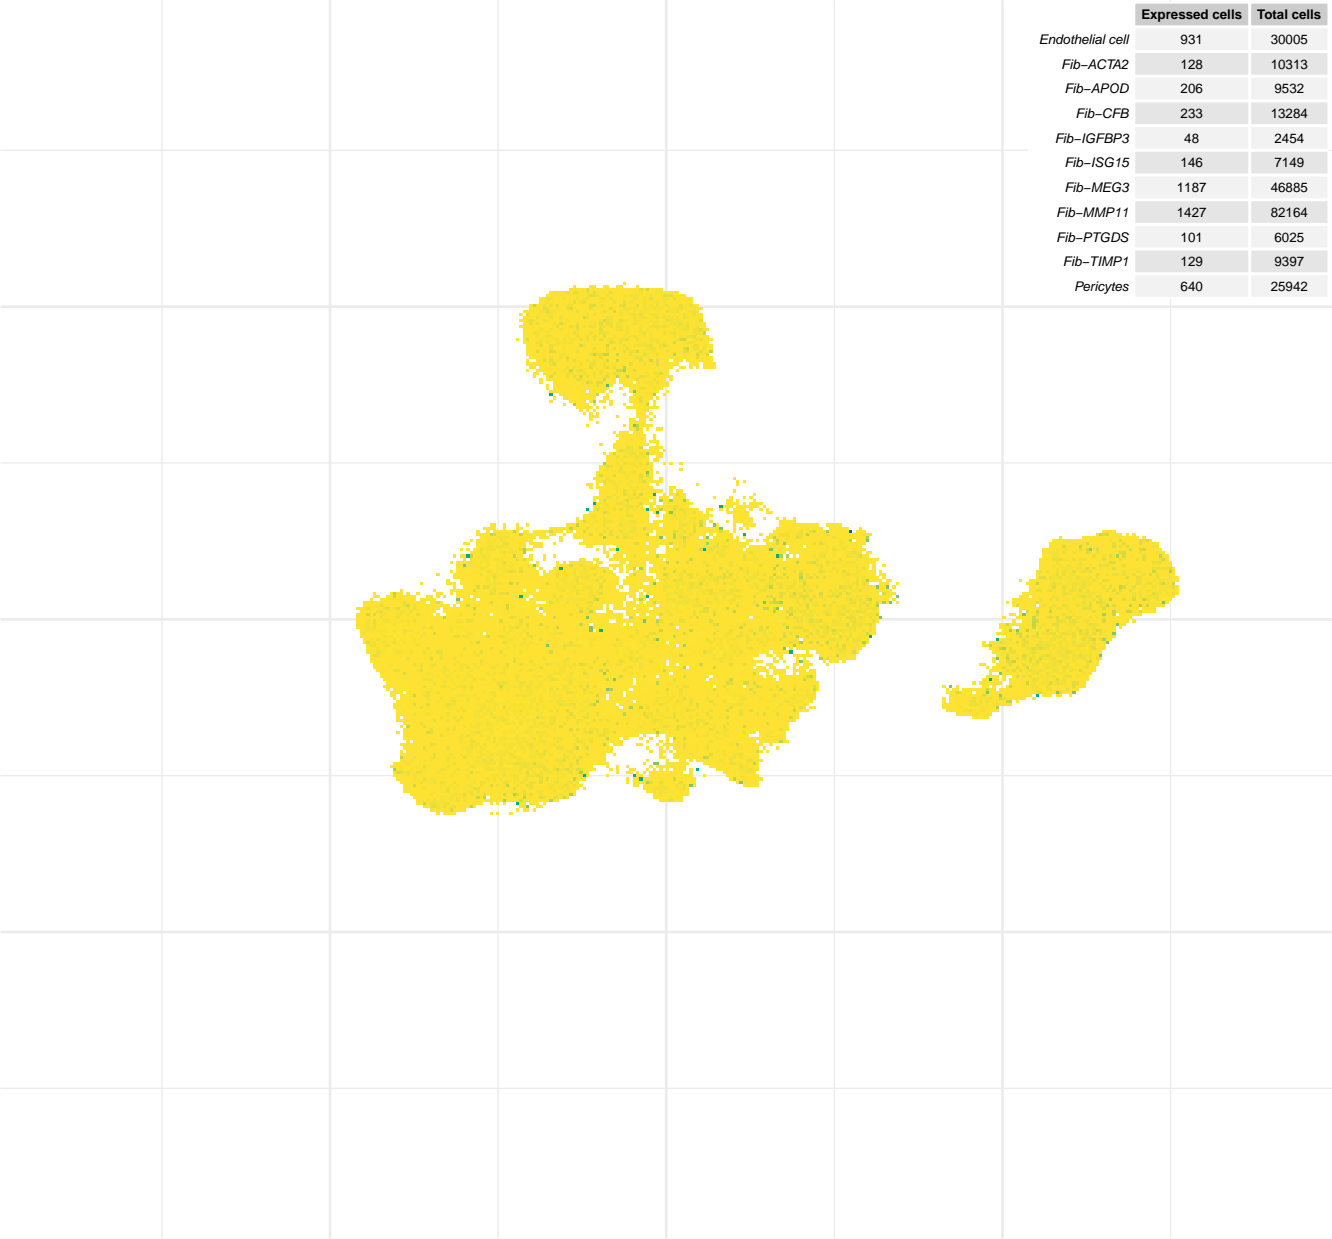 Expressed cells Total cells
Endothelial cell 931 30005
Fib−ACTA2 128 10313
Fib−APOD 206 9532
Fib−CFB 233 13284
Fib−IGFBP3 48 2454
Fib−ISG15 146 7149
Fib−MEG3 1187 46885
Fib−MMP11 1427 82164
Fib−PTGDS 101 6025
Fib−TIMP1 129 9397
Pericytes 640 25942